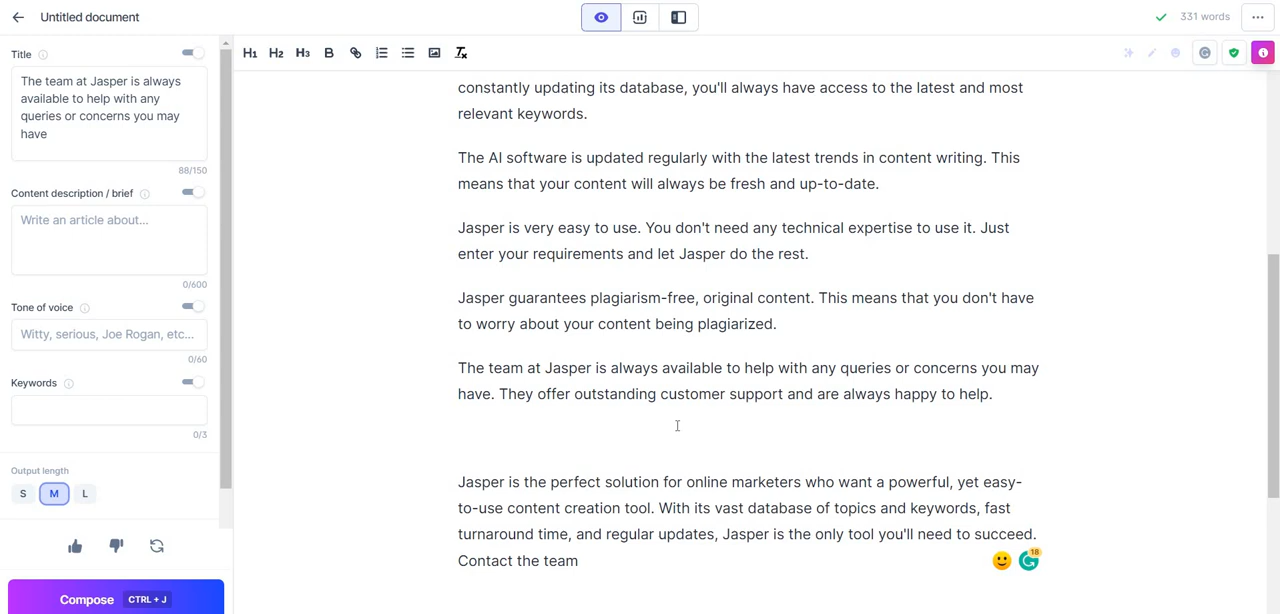 Untitled document
331 words
Title
The team at Jasper is always
available to help with any
queries or concerns you may
have
88/150
Content description / brief
Write an article about...
0/600
Tone of voice
Witty, serious, Joe Rogan, etc...
0/60
Keywords
0/3
Output length
S M L
Compose CTRL + J
H1 H2 H3 B
constantly updating its database, you'll always have access to the latest and most
relevant keywords.
The AI software is updated regularly with the latest trends in content writing. This
means that your content will always be fresh and up-to-date.
Jasper is very easy to use. You don't need any technical expertise to use it. Just
enter your requirements and let Jasper do the rest.
Jasper guarantees plagiarism-free, original content. This means that you don't have
to worry about your content being plagiarized.
The team at Jasper is always available to help with any queries or concerns you may
have. They offer outstanding customer support and are always happy to help.
Jasper is the perfect solution for online marketers who want a powerful, yet easy-
to-use content creation tool. With its vast database of topics and keywords, fast
turnaround time, and regular updates, Jasper is the only tool you'll need to succeed.
Contact the team
18